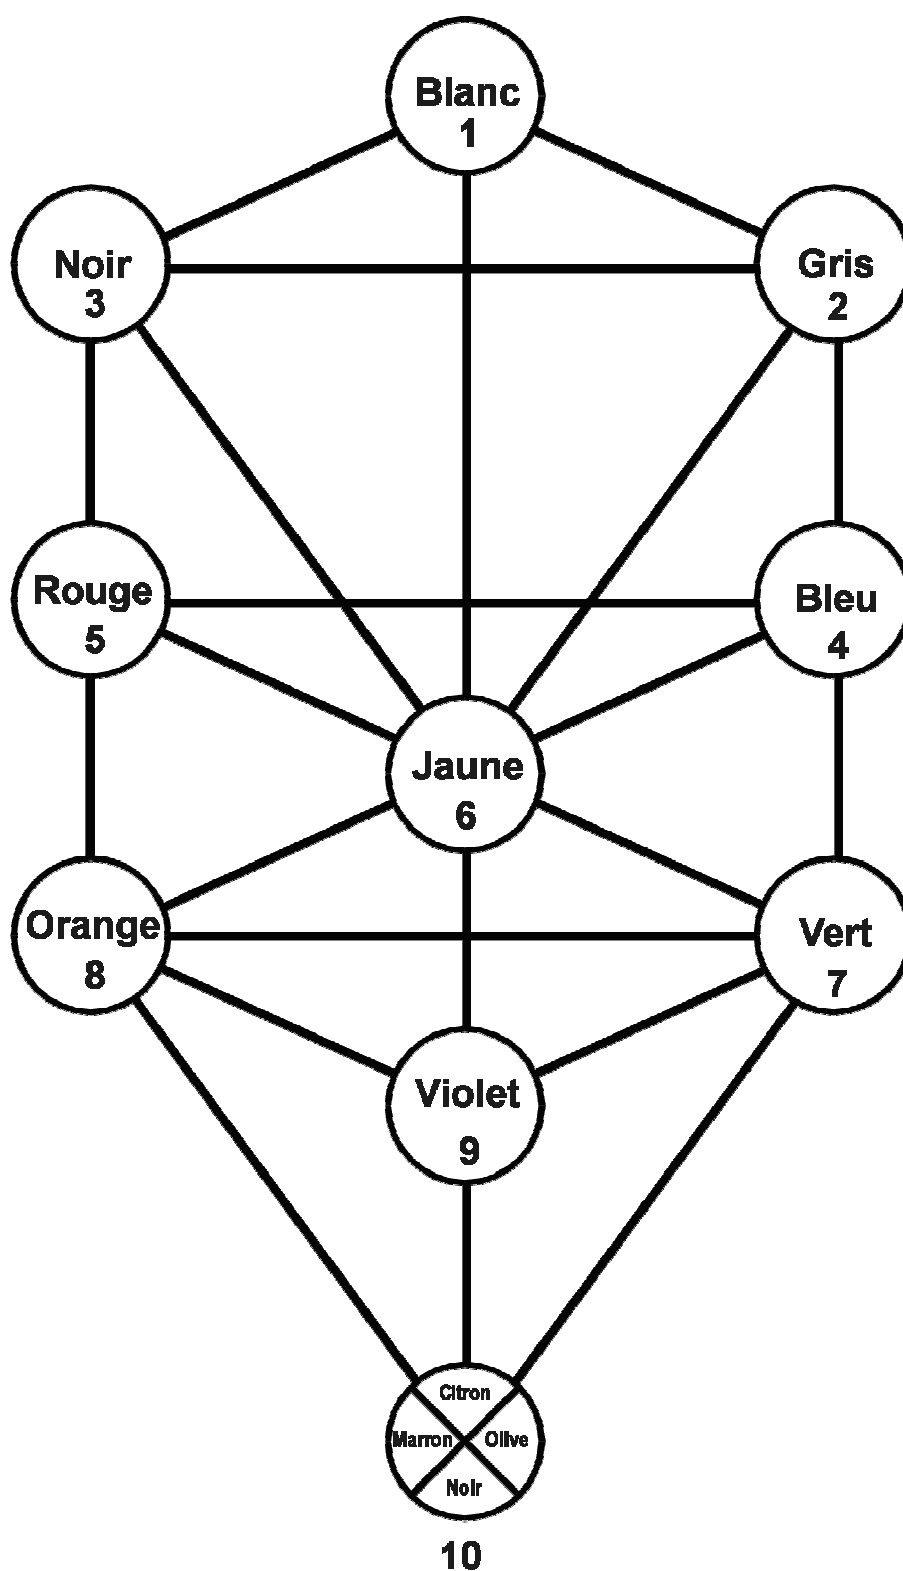 Blanc
1
Noir
3
Gris
2
Rouge
5
Bleu
4
Jaune
6
Orange
8
Vert
7
Violet
9
Citron
Marron
Olive
Noir
10